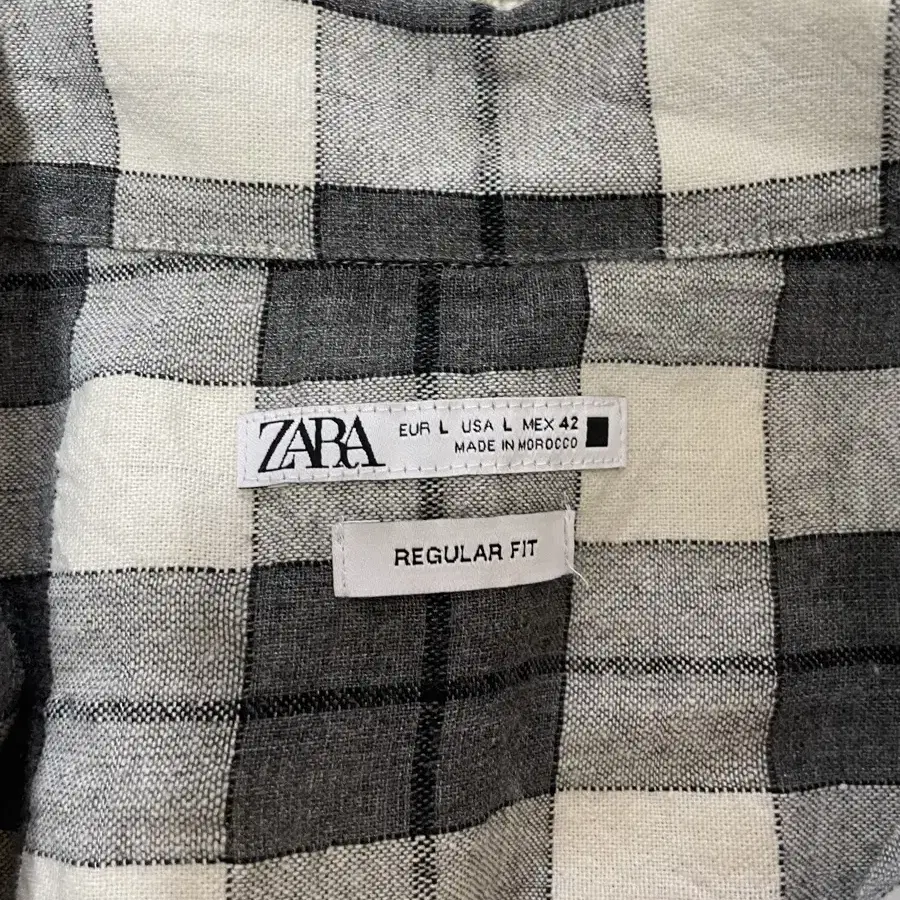 ZARA
EUR L USA L MEX 42
MADE IN MOROCCO
REGULAR FIT